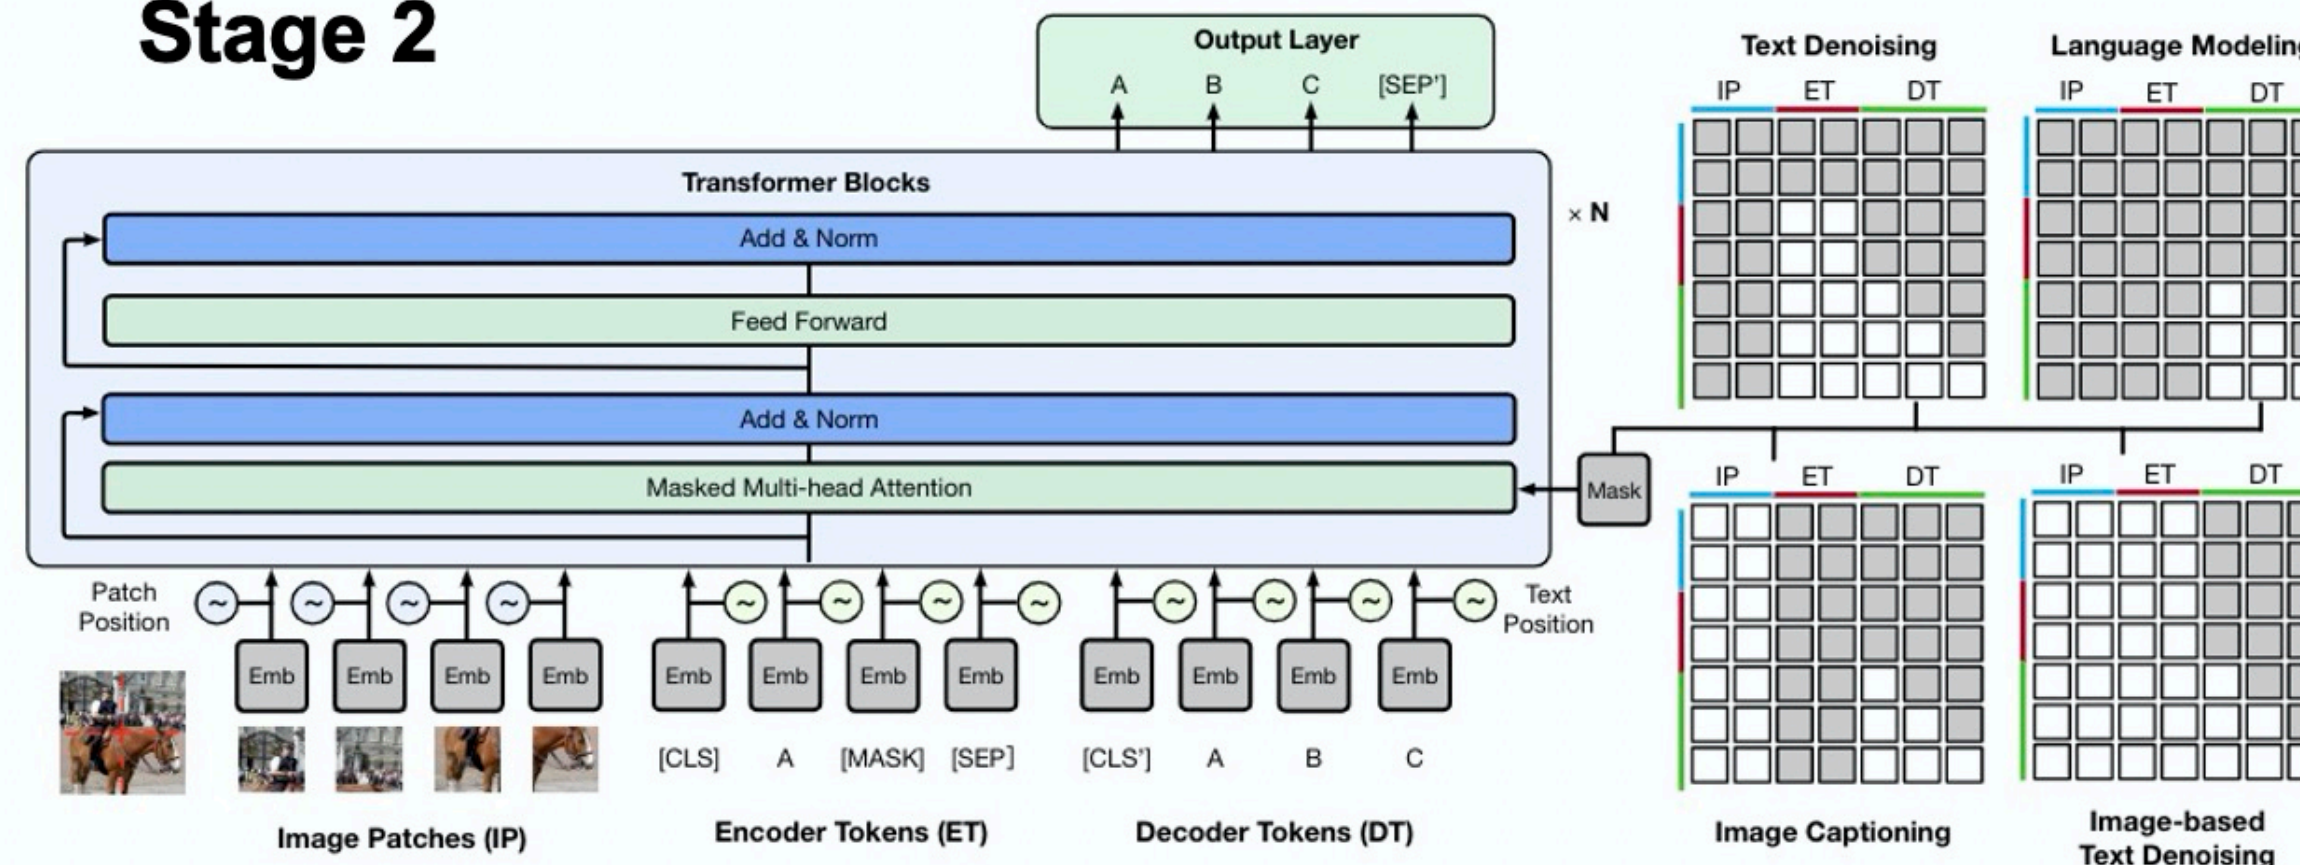 Stage 2
Output Layer
A B C [SEP']
Transformer Blocks
Add & Norm
Feed Forward
Add & Norm
Masked Multi-head Attention
× N
Mask
Patch
Position
Text
Position
Emb Emb Emb Emb Emb Emb Emb Emb Emb Emb Emb Emb
[CLS] A [MASK] [SEP] [CLS'] A B C
Image Patches (IP)
Encoder Tokens (ET)
Decoder Tokens (DT)
Text Denoising
IP ET DT
Language Modeling
IP ET DT
IP ET DT
Image Captioning
IP ET DT
Image-based
Text Denoising